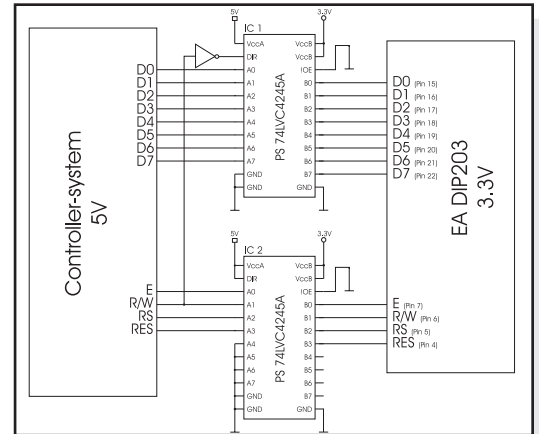 5V
3.3V
IC 1
VccA VccB
DIR VccB
A0 !OE
A1 B0
A2 B1
A3 B2
A4 B3
A5 B4
A6 B5
A7 B6
GND B7
GND GND
PS 74LVC4245A
Controller-system
5V
D0
D1
D2
D3
D4
D5
D6
D7
E
R/W
RS
RES
EA DIP203
3.3V
D0 (Pin 15)
D1 (Pin 16)
D2 (Pin 17)
D3 (Pin 18)
D4 (Pin 19)
D5 (Pin 20)
D6 (Pin 21)
D7 (Pin 22)
E (Pin 7)
R/W (Pin 6)
RS (Pin 5)
RES (Pin 4)
5V
3.3V
IC 2
VccA VccB
DIR VccB
A0 !OE
A1 B0
A2 B1
A3 B2
A4 B3
A5 B4
A6 B5
A7 B6
GND B7
GND GND
PS 74LVC4245A